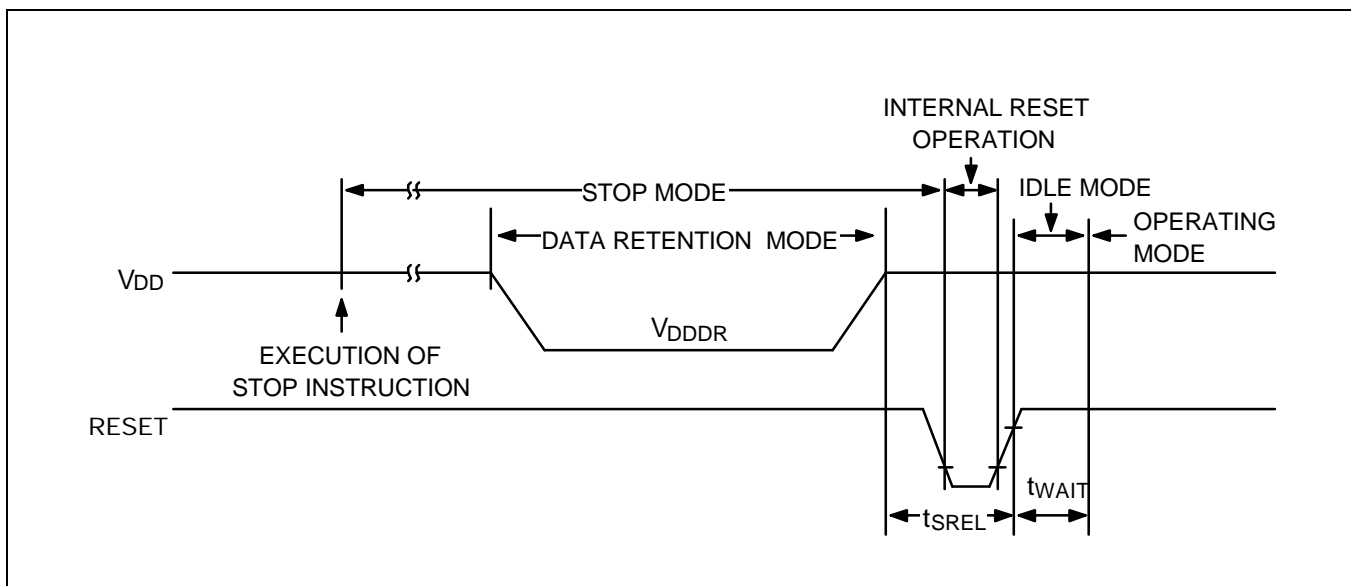 INTERNAL RESET
OPERATION
STOP MODE
IDLE MODE
DATA RETENTION MODE
OPERATING
MODE
VDD
VDDDR
EXECUTION OF
STOP INSTRUCTION
RESET
tWAIT
tSREL